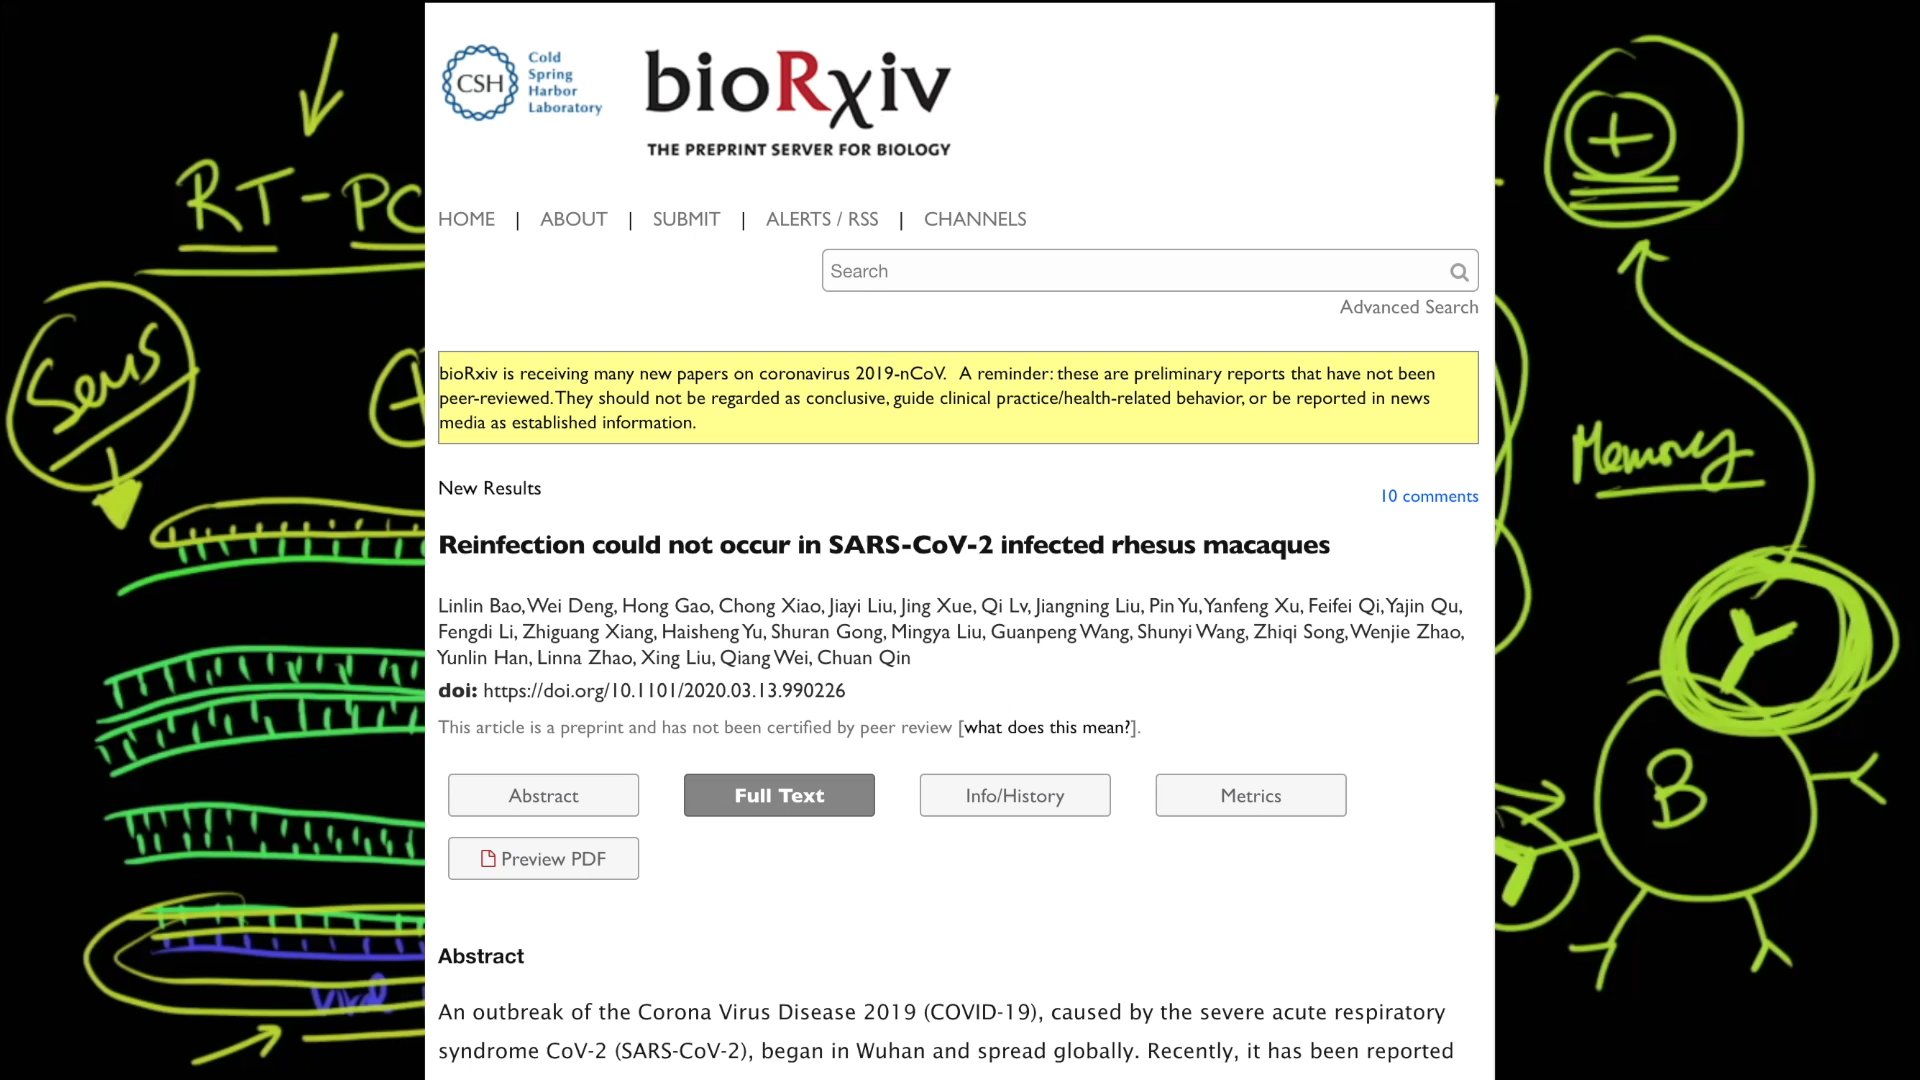 Cold
Spring
Harbor
Laboratory
CSH
bioRxiv
THE PREPRINT SERVER FOR BIOLOGY
RT-PC
HOME | ABOUT | SUBMIT | ALERTS / RSS | CHANNELS
Search
Advanced Search
Sens
bioRxiv is receiving many new papers on coronavirus 2019-nCoV. A reminder: these are preliminary reports that have not been
peer-reviewed. They should not be regarded as conclusive, guide clinical practice/health-related behavior, or be reported in news
media as established information.
Memory
New Results
10 comments
Reinfection could not occur in SARS-CoV-2 infected rhesus macaques
Linlin Bao, Wei Deng, Hong Gao, Chong Xiao, Jiayi Liu, Jing Xue, Qi Lv, Jiangning Liu, Pin Yu, Yanfeng Xu, Feifei Qi, Yajin Qu,
Fengdi Li, Zhiguang Xiang, Haisheng Yu, Shuran Gong, Mingya Liu, Guanpeng Wang, Shunyi Wang, Zhiqi Song, Wenjie Zhao,
Yunlin Han, Linna Zhao, Xing Liu, Qiang Wei, Chuan Qin
doi: https://doi.org/10.1101/2020.03.13.990226
This article is a preprint and has not been certified by peer review [what does this mean?].
Abstract
Full Text
Info/History
Metrics
B
Preview PDF
Abstract
Viral
An outbreak of the Corona Virus Disease 2019 (COVID-19), caused by the severe acute respiratory
syndrome CoV-2 (SARS-CoV-2), began in Wuhan and spread globally. Recently, it has been reported